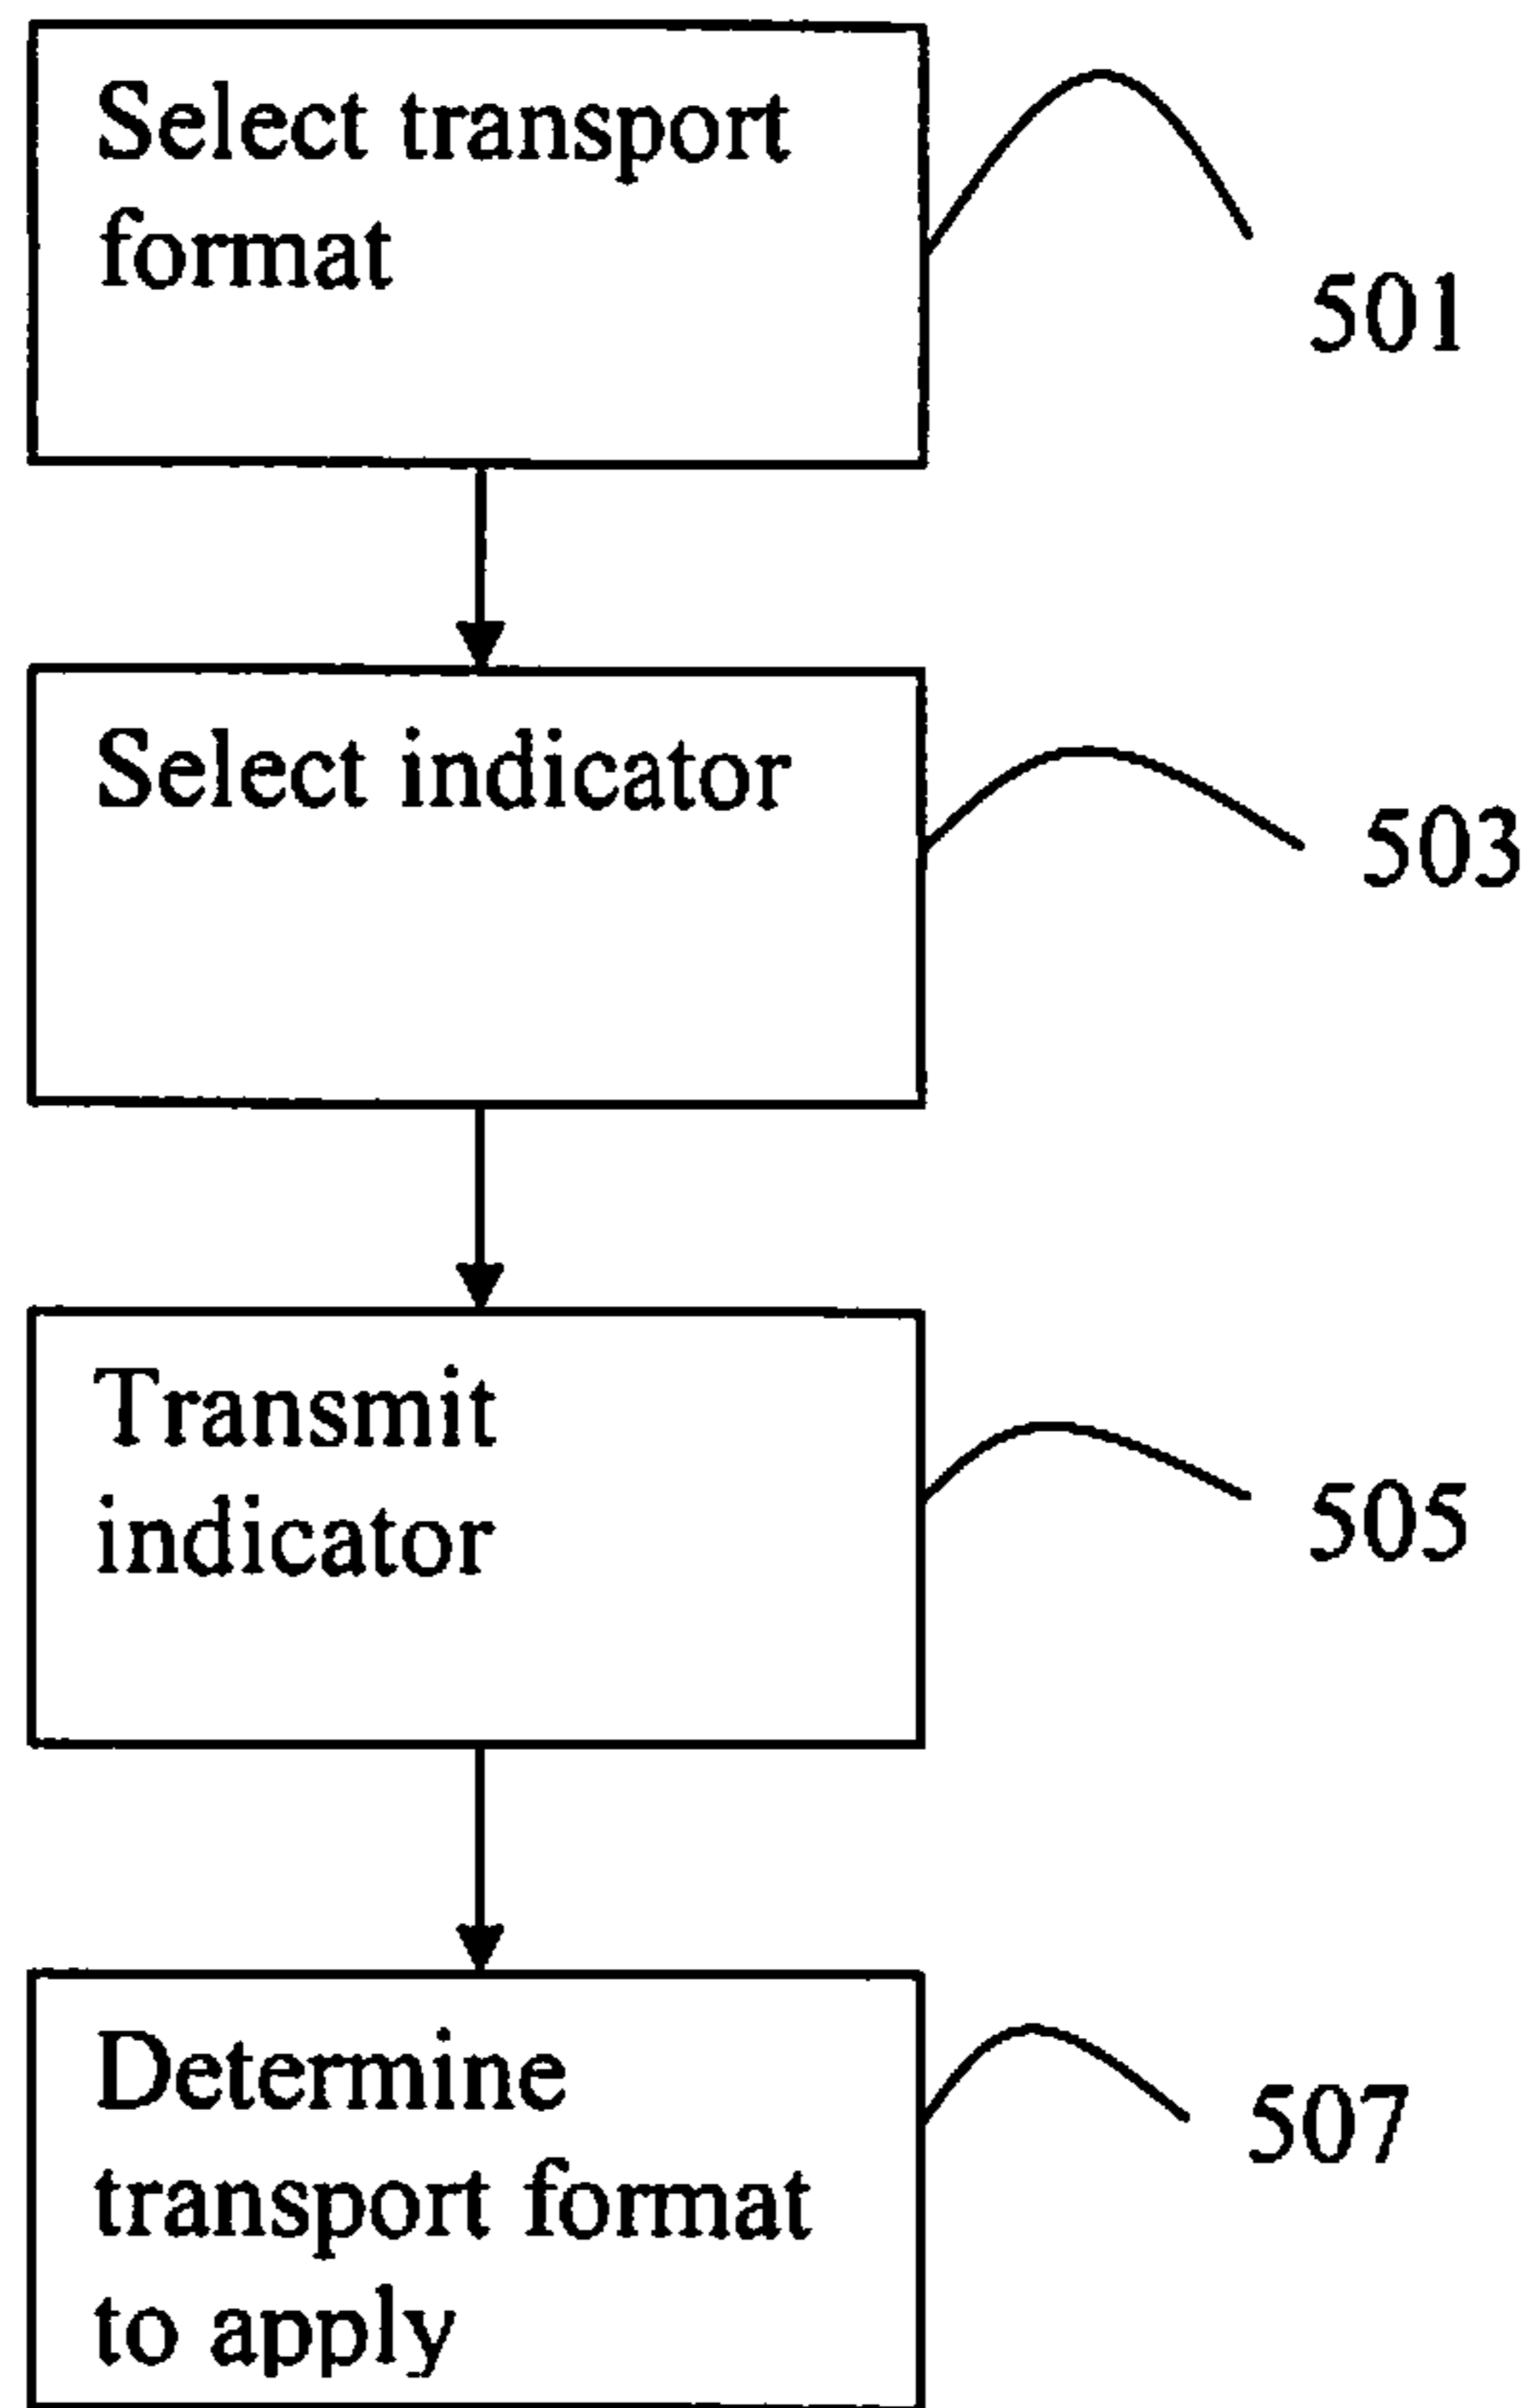 Select transport
format
501
Select indicator
503
Transmit
indicator
505
Determine
transport format
to apply
507